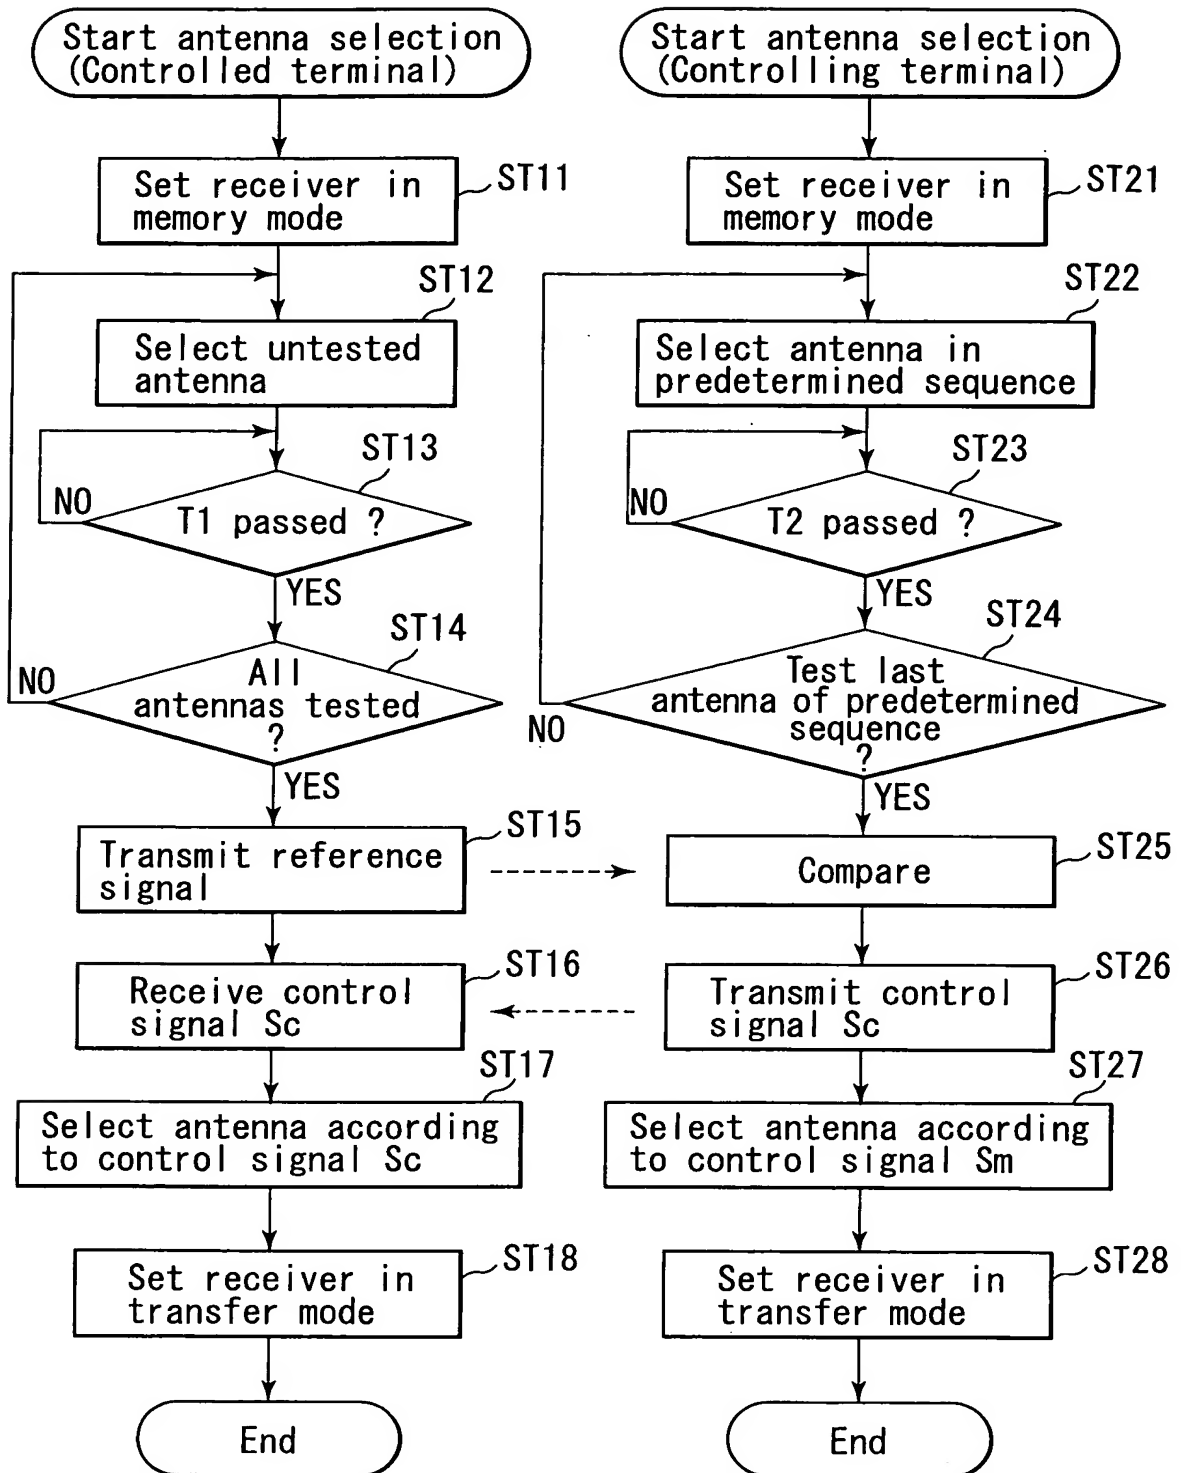 Start antenna selection
(Controlled terminal)
Set receiver in
memory mode
ST11
ST12
Select untested
antenna
ST13
NO
T1 passed ?
YES
ST14
NO
All
antennas tested
?
YES
ST15
Transmit reference
signal
ST16
Receive control
signal Sc
ST17
Select antenna according
to control signal Sc
ST18
Set receiver in
transfer mode
End
Start antenna selection
(Controlling terminal)
Set receiver in
memory mode
ST21
ST22
Select antenna in
predetermined sequence
ST23
NO
T2 passed ?
YES
ST24
Test last
antenna of predetermined
sequence
?
NO
YES
ST25
Compare
ST26
Transmit control
signal Sc
ST27
Select antenna according
to control signal Sm
ST28
Set receiver in
transfer mode
End